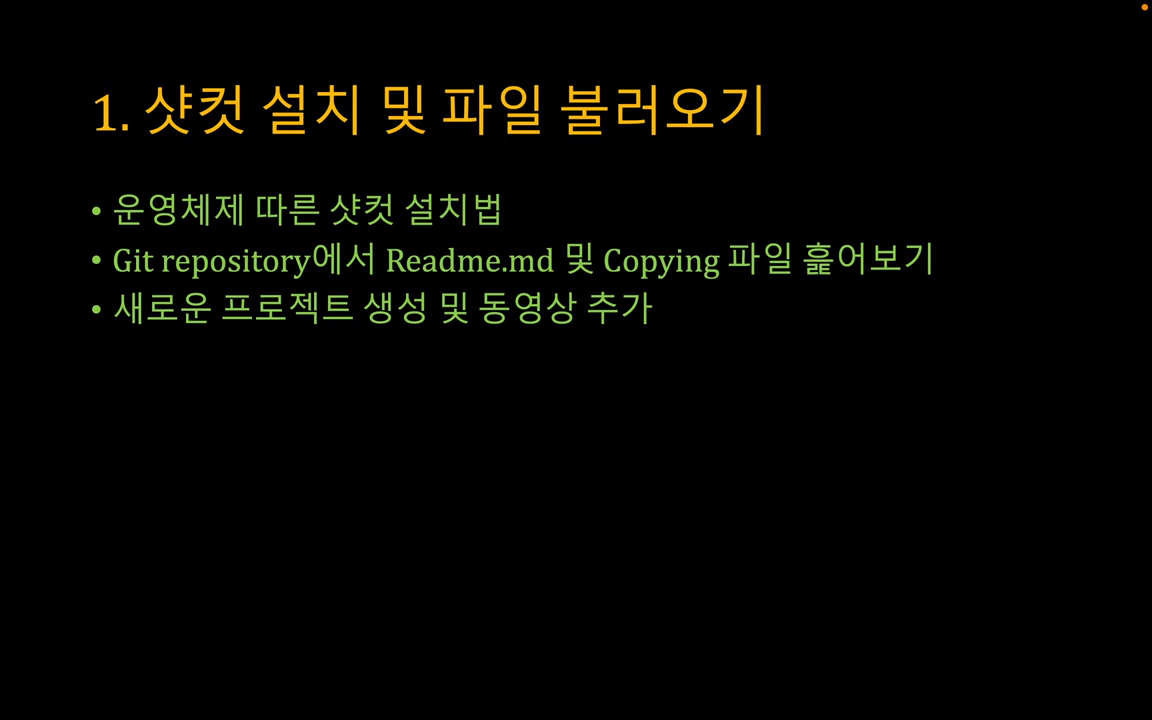 1. 샷컷 설치 및 파일 불러오기
• 운영체제 따른 샷컷 설치법
• Git repository에서 Readme.md 및 Copying 파일 흝어보기
• 새로운 프로젝트 생성 및 동영상 추가